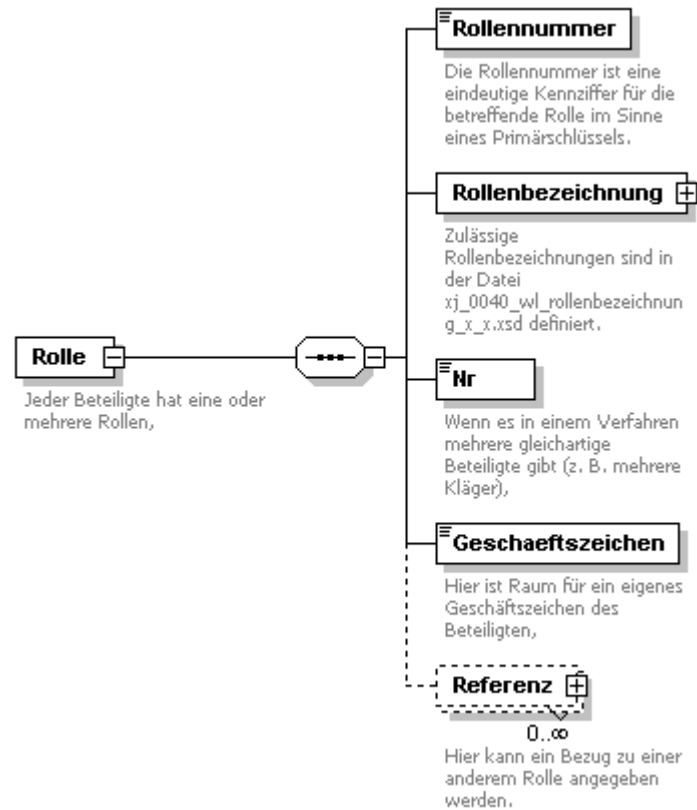 Rollennummer
Die Rollennummer ist eine
eindeutige Kennziffer für die
betreffende Rolle im Sinne
eines Primärschlüssels.
Rollenbezeichnung
Zulässige
Rollenbezeichnungen sind in
der Datei
xj_0040_wl_rollenbezeichnun
g_x_x.xsd definiert.
Rolle
Jeder Beteiligte hat eine oder
mehrere Rollen,
Nr
Wenn es in einem Verfahren
mehrere gleichartige
Beteiligte gibt (z. B. mehrere
Kläger),
Geschaeftszeichen
Hier ist Raum für ein eigenes
Geschäftszeichen des
Beteiligten,
Referenz
0..∞
Hier kann ein Bezug zu einer
anderem Rolle angegeben
werden.